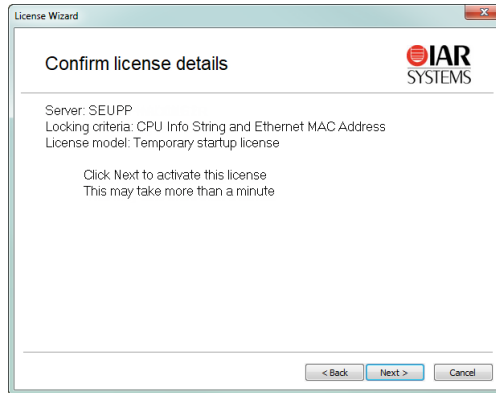 License Wizard
Confirm license details
IAR
SYSTEMS
Server: SEUPP
Locking criteria: CPU Info String and Ethernet MAC Address
License model: Temporary startup license
Click Next to activate this license
This may take more than a minute
< Back Next > Cancel